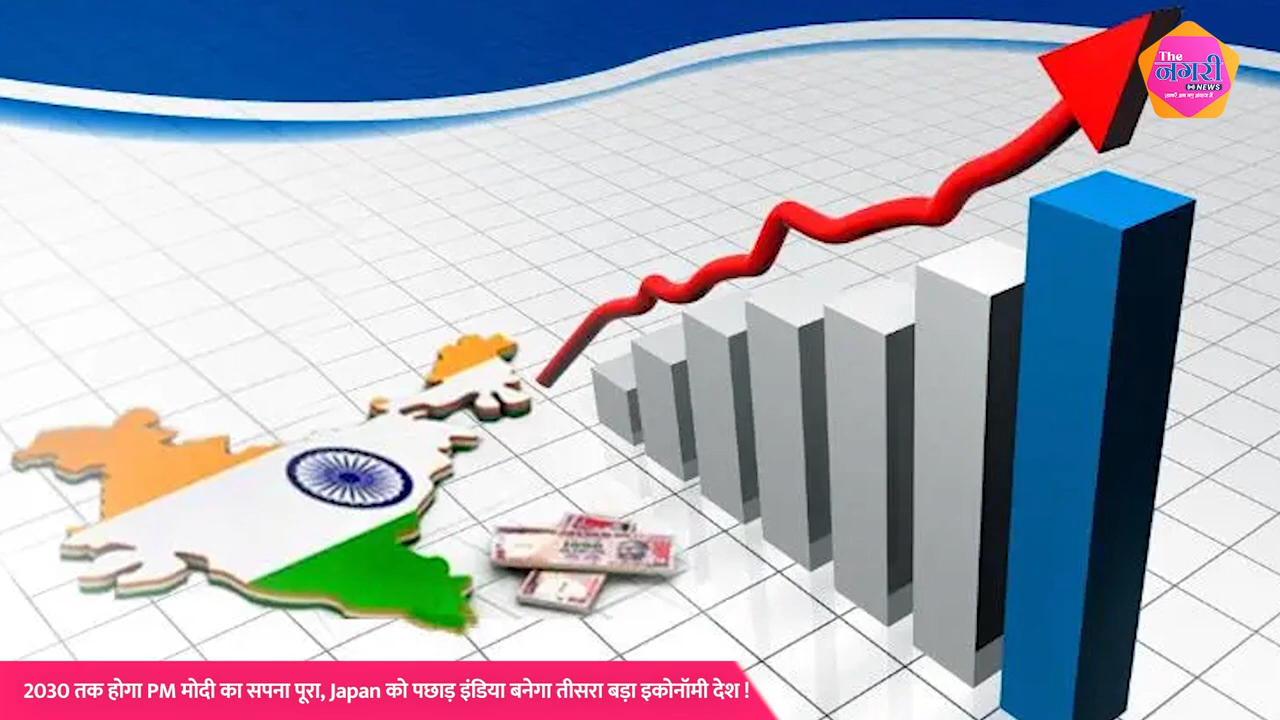 The
नगरी
NEWS
2030 तक होगा PM मोदी का सपना पूरा, Japan को पछाड़ इंडिया बनेगा तीसरा बड़ा इकोनॉमी देश !